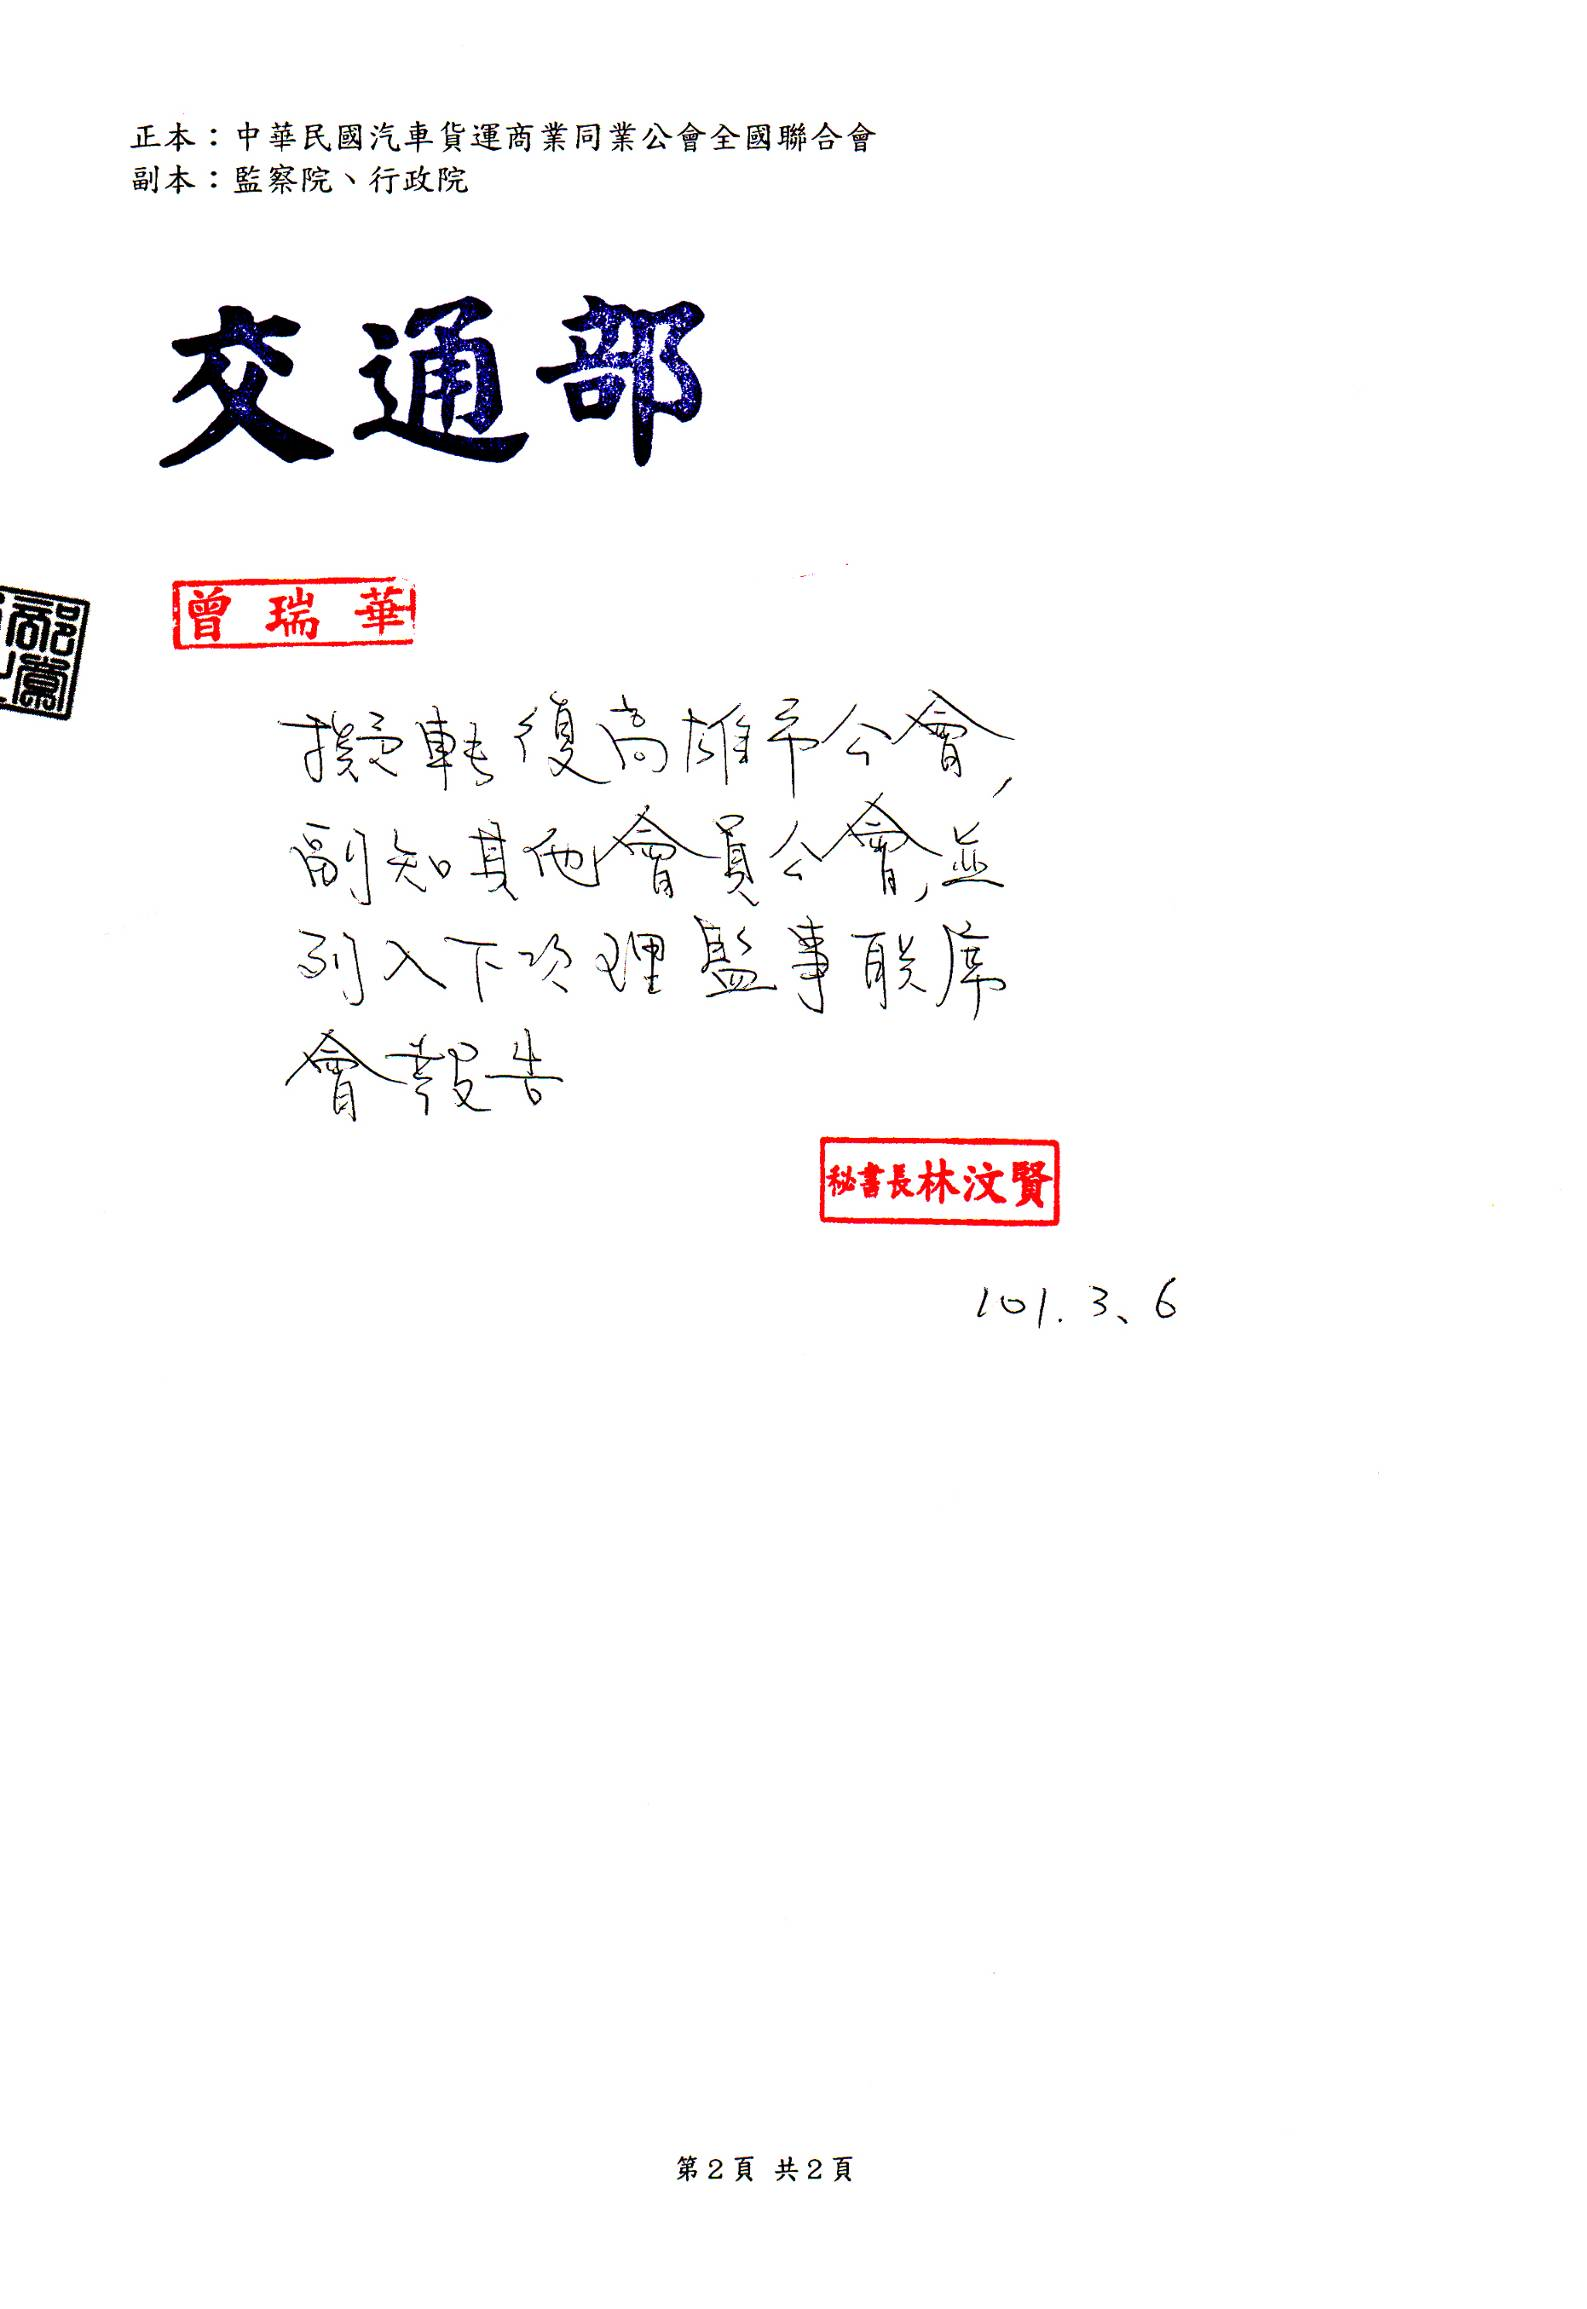 正本：中華民國汽車貨運商業同業公會全國聯合會
副本：監察院、行政院
交通部
曾瑞華
擬転復高雄市公會,
副知其他會員公會,並
列入下次理監事联席
會報告
秘書長林汶賢
101.3、6
第2頁 共2頁